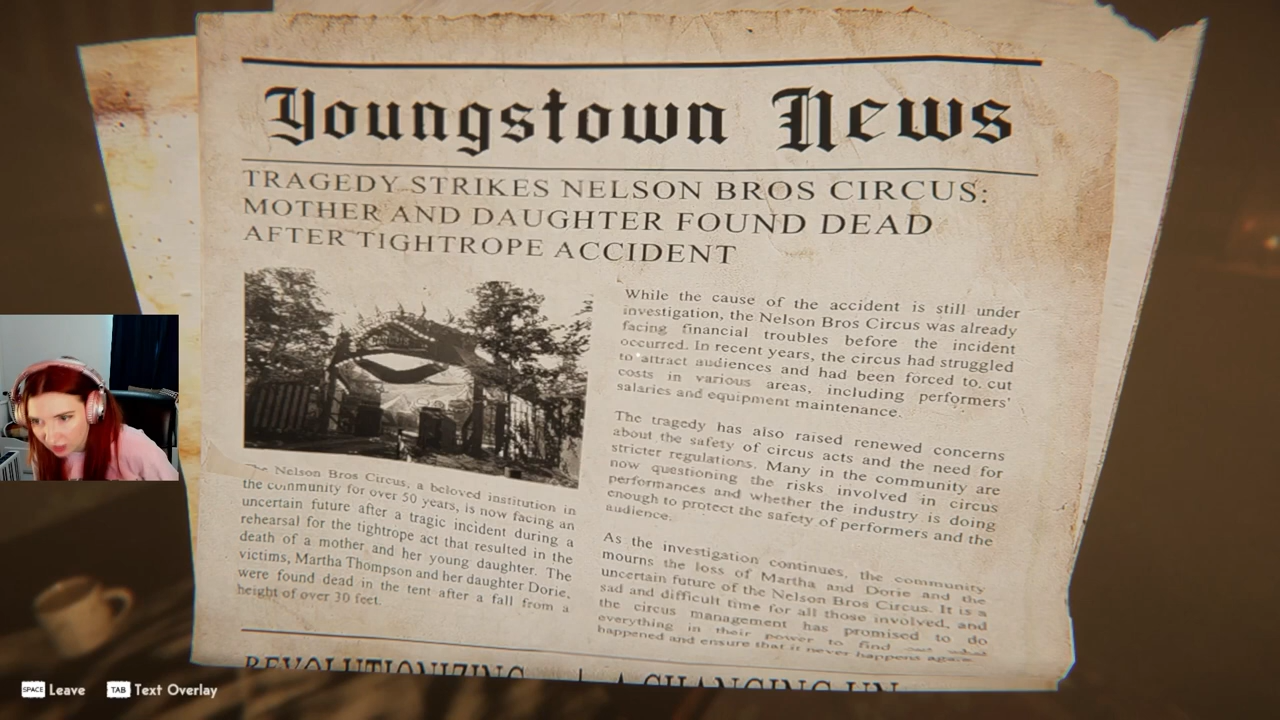 Youngstown News
TRAGEDY STRIKES NELSON BROS CIRCUS:
MOTHER AND DAUGHTER FOUND DEAD
AFTER TIGHTROPE ACCIDENT
Nelson Bros Circus, a beloved institution in
the community for over 50 years, is now facing an
uncertain future after a tragic incident during a
rehearsal for the tightrope act that resulted in the
death of a mother and her young daughter. The
victims, Martha Thompson and her daughter Dorie,
were found dead in the tent after a fall from a
height of over 30 feet.
While the cause of the accident is still under
investigation, the Nelson Bros Circus was already
facing financial troubles before the incident
occurred. In recent years, the circus had struggled
to attract audiences and had been forced to cut
costs in various areas, including performers'
salaries and equipment maintenance.
The tragedy has also raised renewed concerns
about the safety of circus acts and the need for
stricter regulations. Many in the community are
now questioning the risks involved in circus
performances and whether the industry is doing
enough to protect the safety of performers and the
audience.
As the investigation continues, the community
mourns the loss of Martha and Dorie and the
uncertain future of the Nelson Bros Circus. It is a
sad and difficult time for all those involved, and
the circus management has promised to do
everything in their power to find out what
happened and ensure that it never happens again.
REVOLUTIONIZING
A CHANGING
SPACE Leave TAB Text Overlay